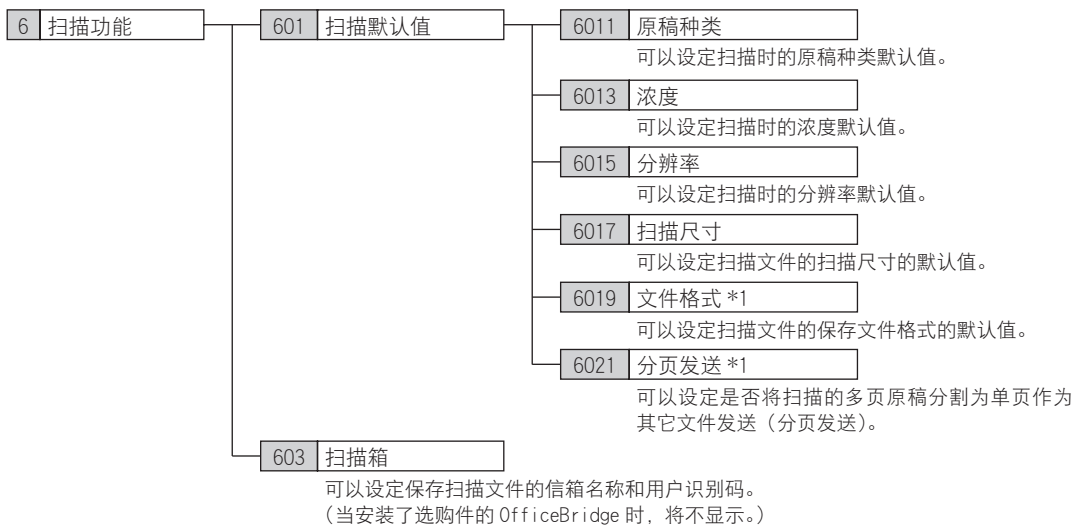 6 扫描功能
601 扫描默认值
6011 原稿种类
可以设定扫描时的原稿种类默认值。
6013 浓度
可以设定扫描时的浓度默认值。
6015 分辨率
可以设定扫描时的分辨率默认值。
6017 扫描尺寸
可以设定扫描文件的扫描尺寸的默认值。
6019 文件格式 *1
可以设定扫描文件的保存文件格式的默认值。
6021 分页发送 *1
可以设定是否将扫描的多页原稿分割为单页作为
其它文件发送（分页发送）。
603 扫描箱
可以设定保存扫描文件的信箱名称和用户识别码。
（当安装了选购件的 OfficeBridge 时，将不显示。）